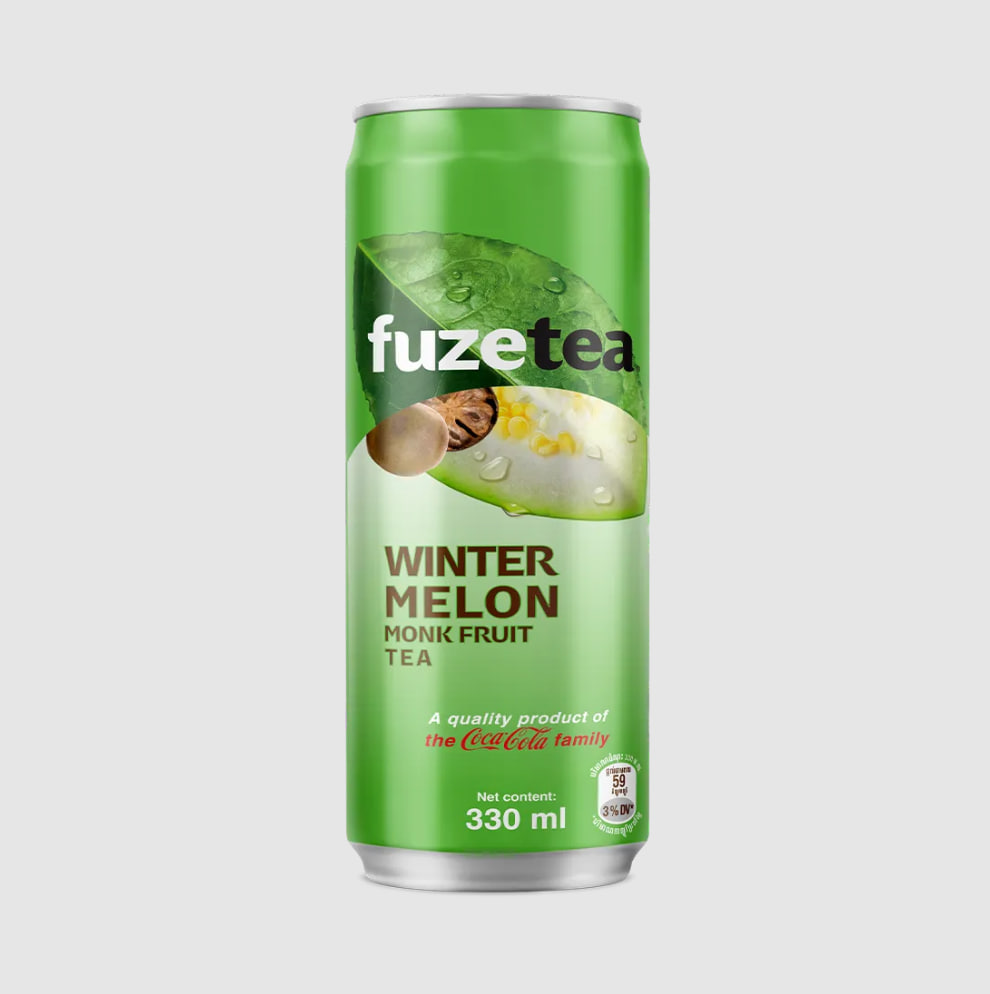 fuzetea
WINTER
MELON
MONK FRUIT
TEA
A quality product of
the Coca-Cola family
Net content:
330 ml
59
3% DV*